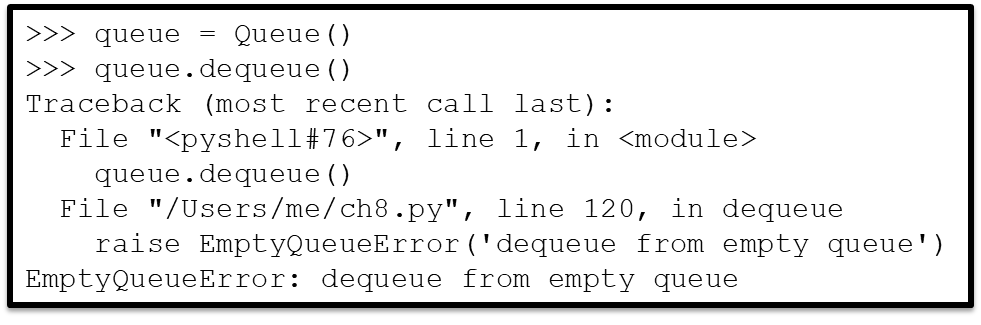 >>> queue = Queue()
>>> queue.dequeue()
Traceback (most recent call last):
  File "<pyshell#76>", line 1, in <module>
    queue.dequeue()
  File "/Users/me/ch8.py", line 120, in dequeue
    raise EmptyQueueError('dequeue from empty queue')
EmptyQueueError: dequeue from empty queue